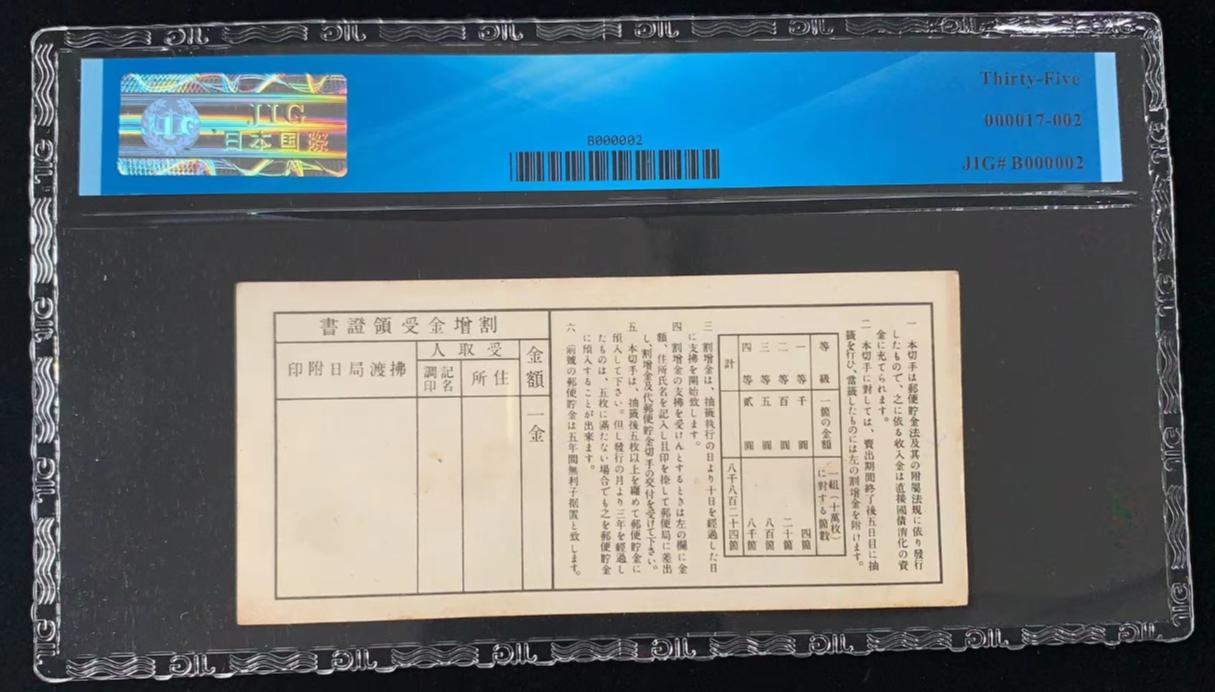 JIG
日本国際
B000002
Thirty-Five
000017-002
JIG# B000002
一 本切手は郵便貯金法及其の附屬法規に依り發行
したもので、之に依る收入金は直接國債消化の資
金に充てられます。
二 本切手に對しては、賣出期間終了後五日目に抽
籤を行ひ、當籤したものには左の割增金を附けます。
等級 一箇の金額 一組(十萬枚)に對する箇數
一等 千圓 四箇
二等 百圓 二十箇
三等 五圓 八百箇
四等 貳圓 八千箇
計 八千八百二十四箇
三 割增金は、抽籤執行の日より十日を經過した日
に支拂を開始致します。
四 割增金の支拂を受けんとするときは左の欄に金
額、住所氏名を記入し且印を捺して郵便局に差出
し、割增金及代郵便貯金切手の交付を受けて下さい。
五 本切手は、抽籤後五枚以上を纏めて郵便貯金に
預入して下さい。但し發行の月より三年を經過し
たものは、五枚に滿たない場合でも之を郵便貯金
に預入することが出來ます。
六 前號の郵便貯金は五年間無利子据置と致します。
割增金受領證書
金額
一金
受取人
住所
記名調印
拂渡局日附印